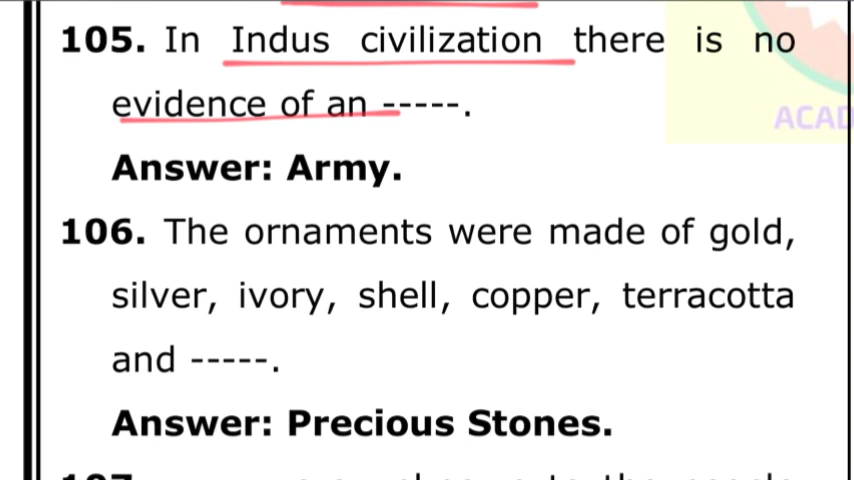 105. In Indus civilization there is no
evidence of an -----.
ACAD
Answer: Army.
106. The ornaments were made of gold,
silver, ivory, shell, copper, terracotta
and -----.
Answer: Precious Stones.